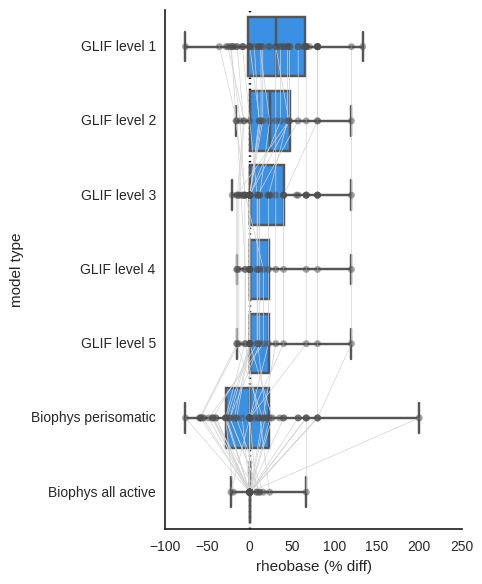 GLIF level 1
GLIF level 2
GLIF level 3
GLIF level 4
GLIF level 5
Biophys perisomatic
Biophys all active
model type
−100 −50 0 50 100 150 200 250
rheobase (% diff)